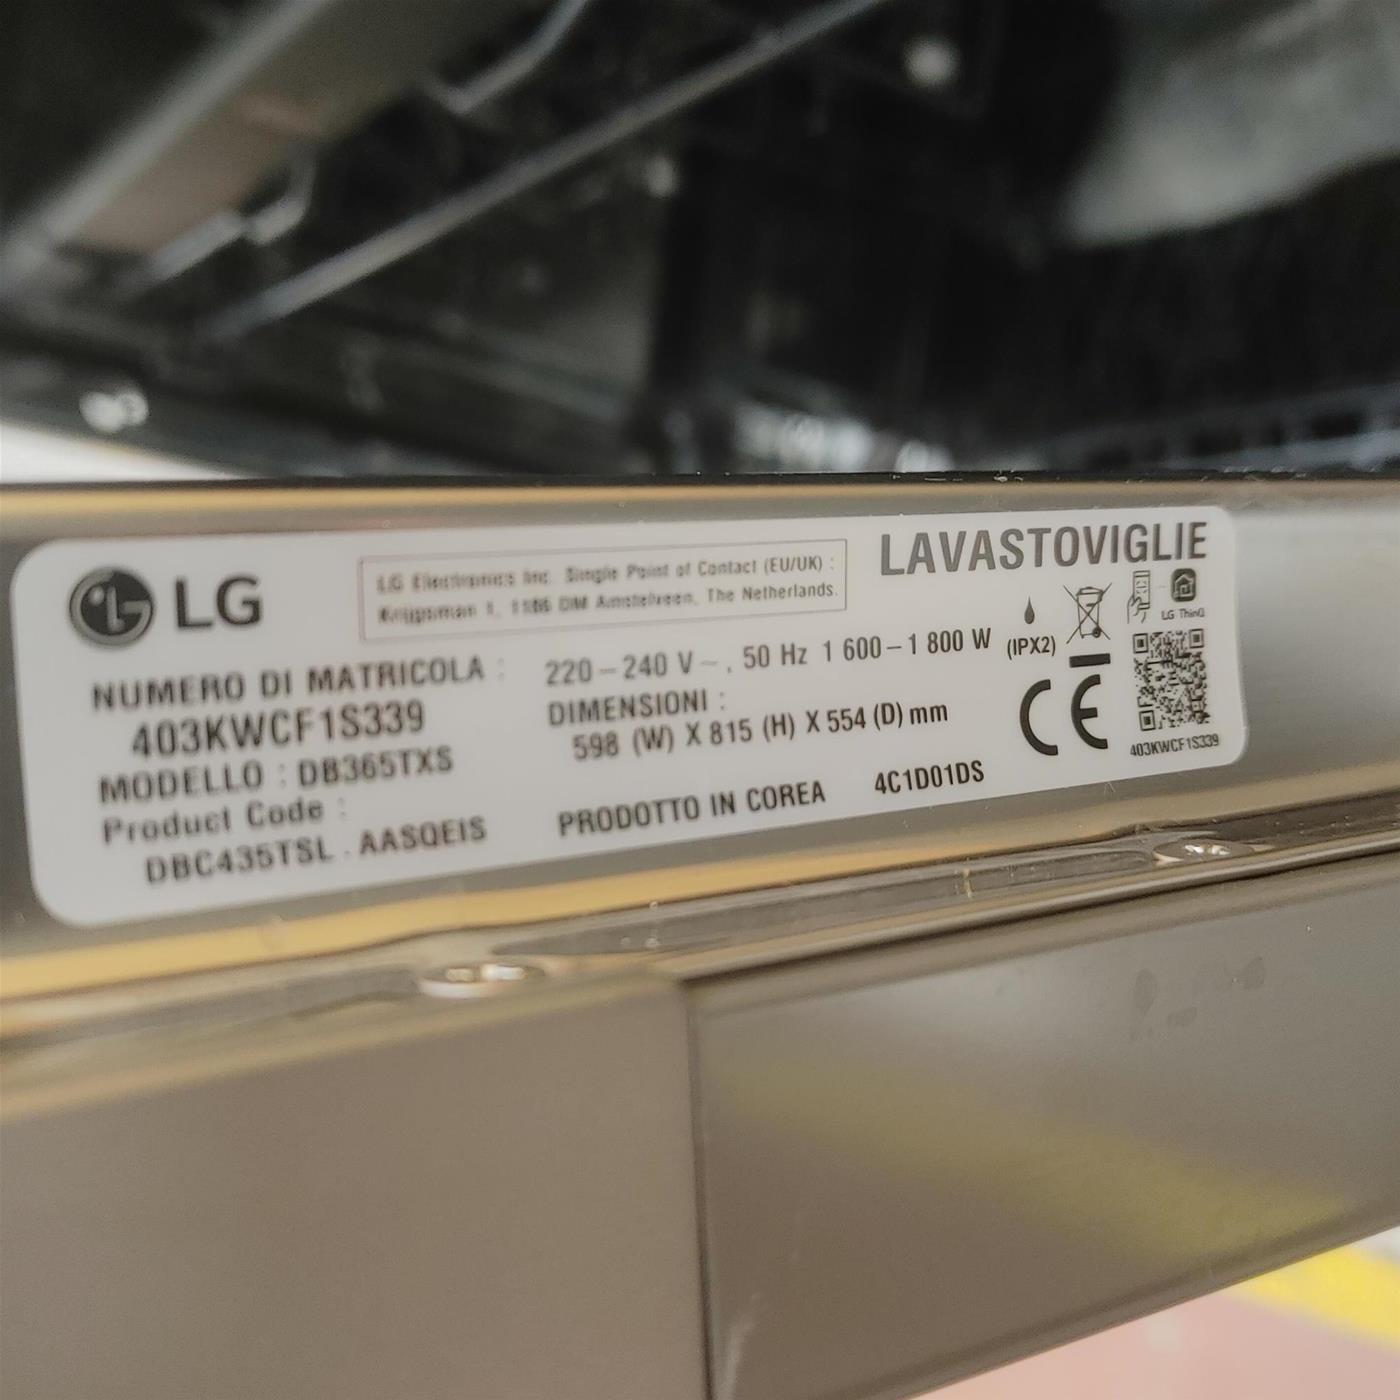 LG
LG Electronics Inc. Single Point of Contact (EU/UK) :
Krijgsman 1, 1186 DM Amstelveen, The Netherlands.
LAVASTOVIGLIE
NUMERO DI MATRICOLA :
403KWCF1S339
MODELLO : DB365TXS
Product Code :
DBC435TSL . AASQEIS
220 – 240 V ~ , 50 Hz 1 600 – 1 800 W
DIMENSIONI :
598 (W) X 815 (H) X 554 (D) mm
PRODOTTO IN COREA 4C1D01DS
(IPX2)
CE
LG ThinQ
403KWCF1S339